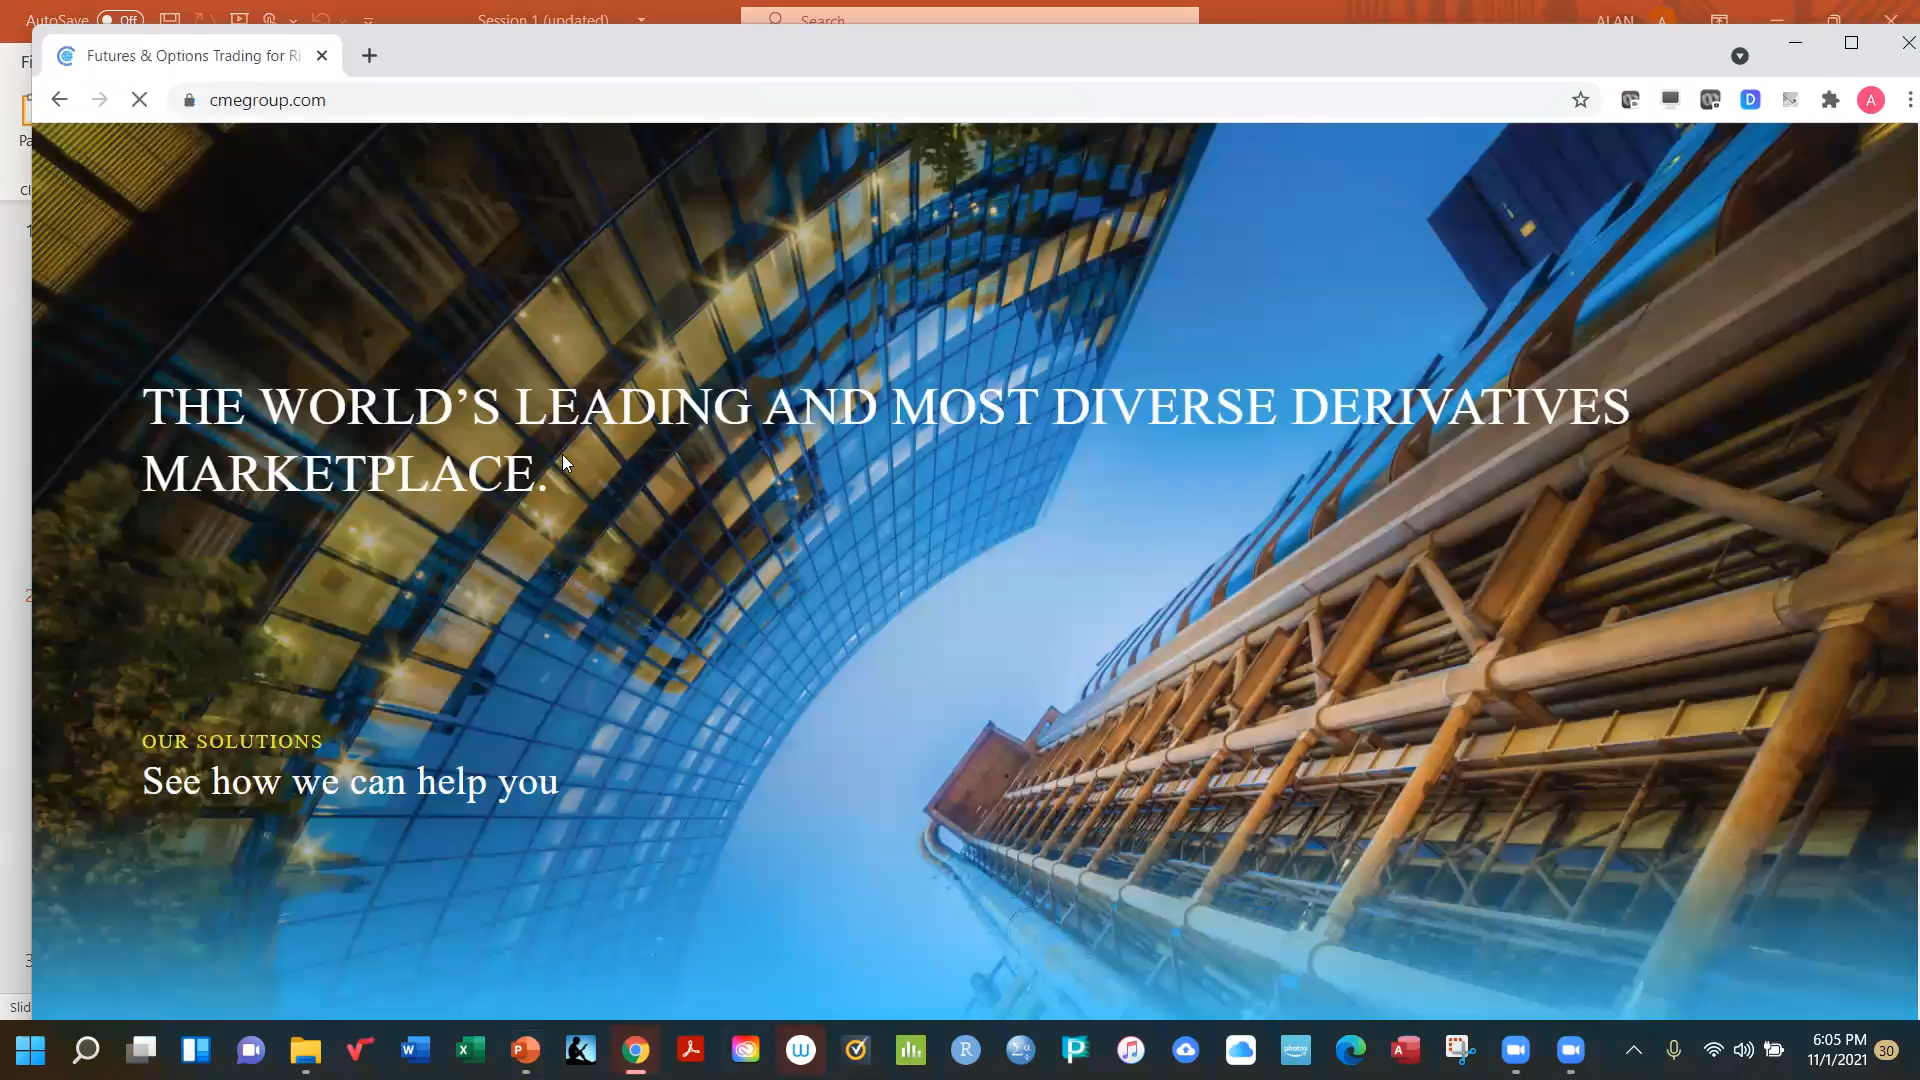 AutoSave Off
Session 1 (updated)
Search
ALAN A
Futures & Options Trading for Ri
cmegroup.com
D
A
THE WORLD’S LEADING AND MOST DIVERSE DERIVATIVES
MARKETPLACE.
OUR SOLUTIONS
See how we can help you
Slid
6:05 PM
11/1/2021
30